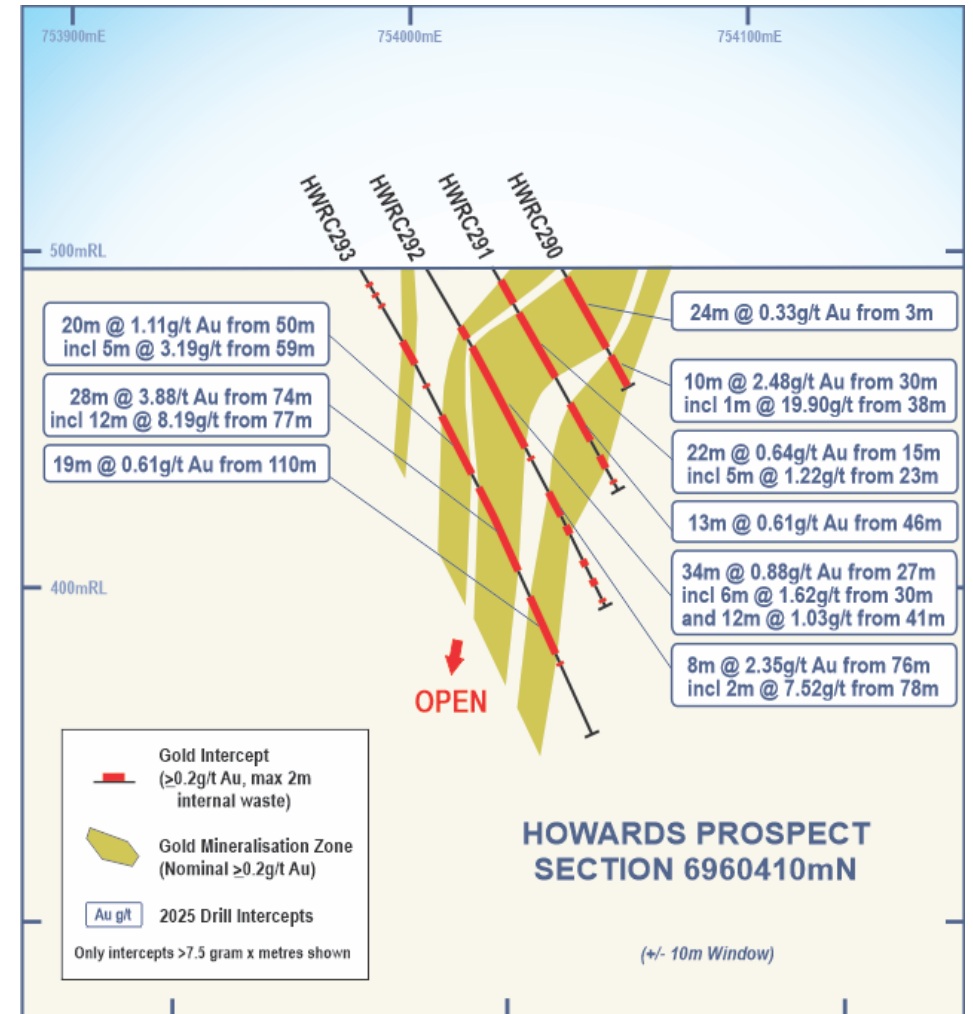 753900mE
754000mE
754100mE
HWRC293
HWRC292
HWRC291
HWRC290
500mRL
20m @ 1.11g/t Au from 50m
incl 5m @ 3.19g/t from 59m
28m @ 3.88g/t Au from 74m
incl 12m @ 8.19g/t from 77m
19m @ 0.61g/t Au from 110m
24m @ 0.33g/t Au from 3m
10m @ 2.48g/t Au from 30m
incl 1m @ 19.90g/t from 38m
22m @ 0.64g/t Au from 15m
incl 5m @ 1.22g/t from 23m
13m @ 0.61g/t Au from 46m
34m @ 0.88g/t Au from 27m
incl 6m @ 1.62g/t from 30m
and 12m @ 1.03g/t from 41m
8m @ 2.35g/t Au from 76m
incl 2m @ 7.52g/t from 78m
400mRL
OPEN
Gold Intercept
(≥0.2g/t Au, max 2m
internal waste)
Gold Mineralisation Zone
(Nominal ≥0.2g/t Au)
Au g/t
2025 Drill Intercepts
Only intercepts >7.5 gram x metres shown
HOWARDS PROSPECT
SECTION 6960410mN
(+/- 10m Window)